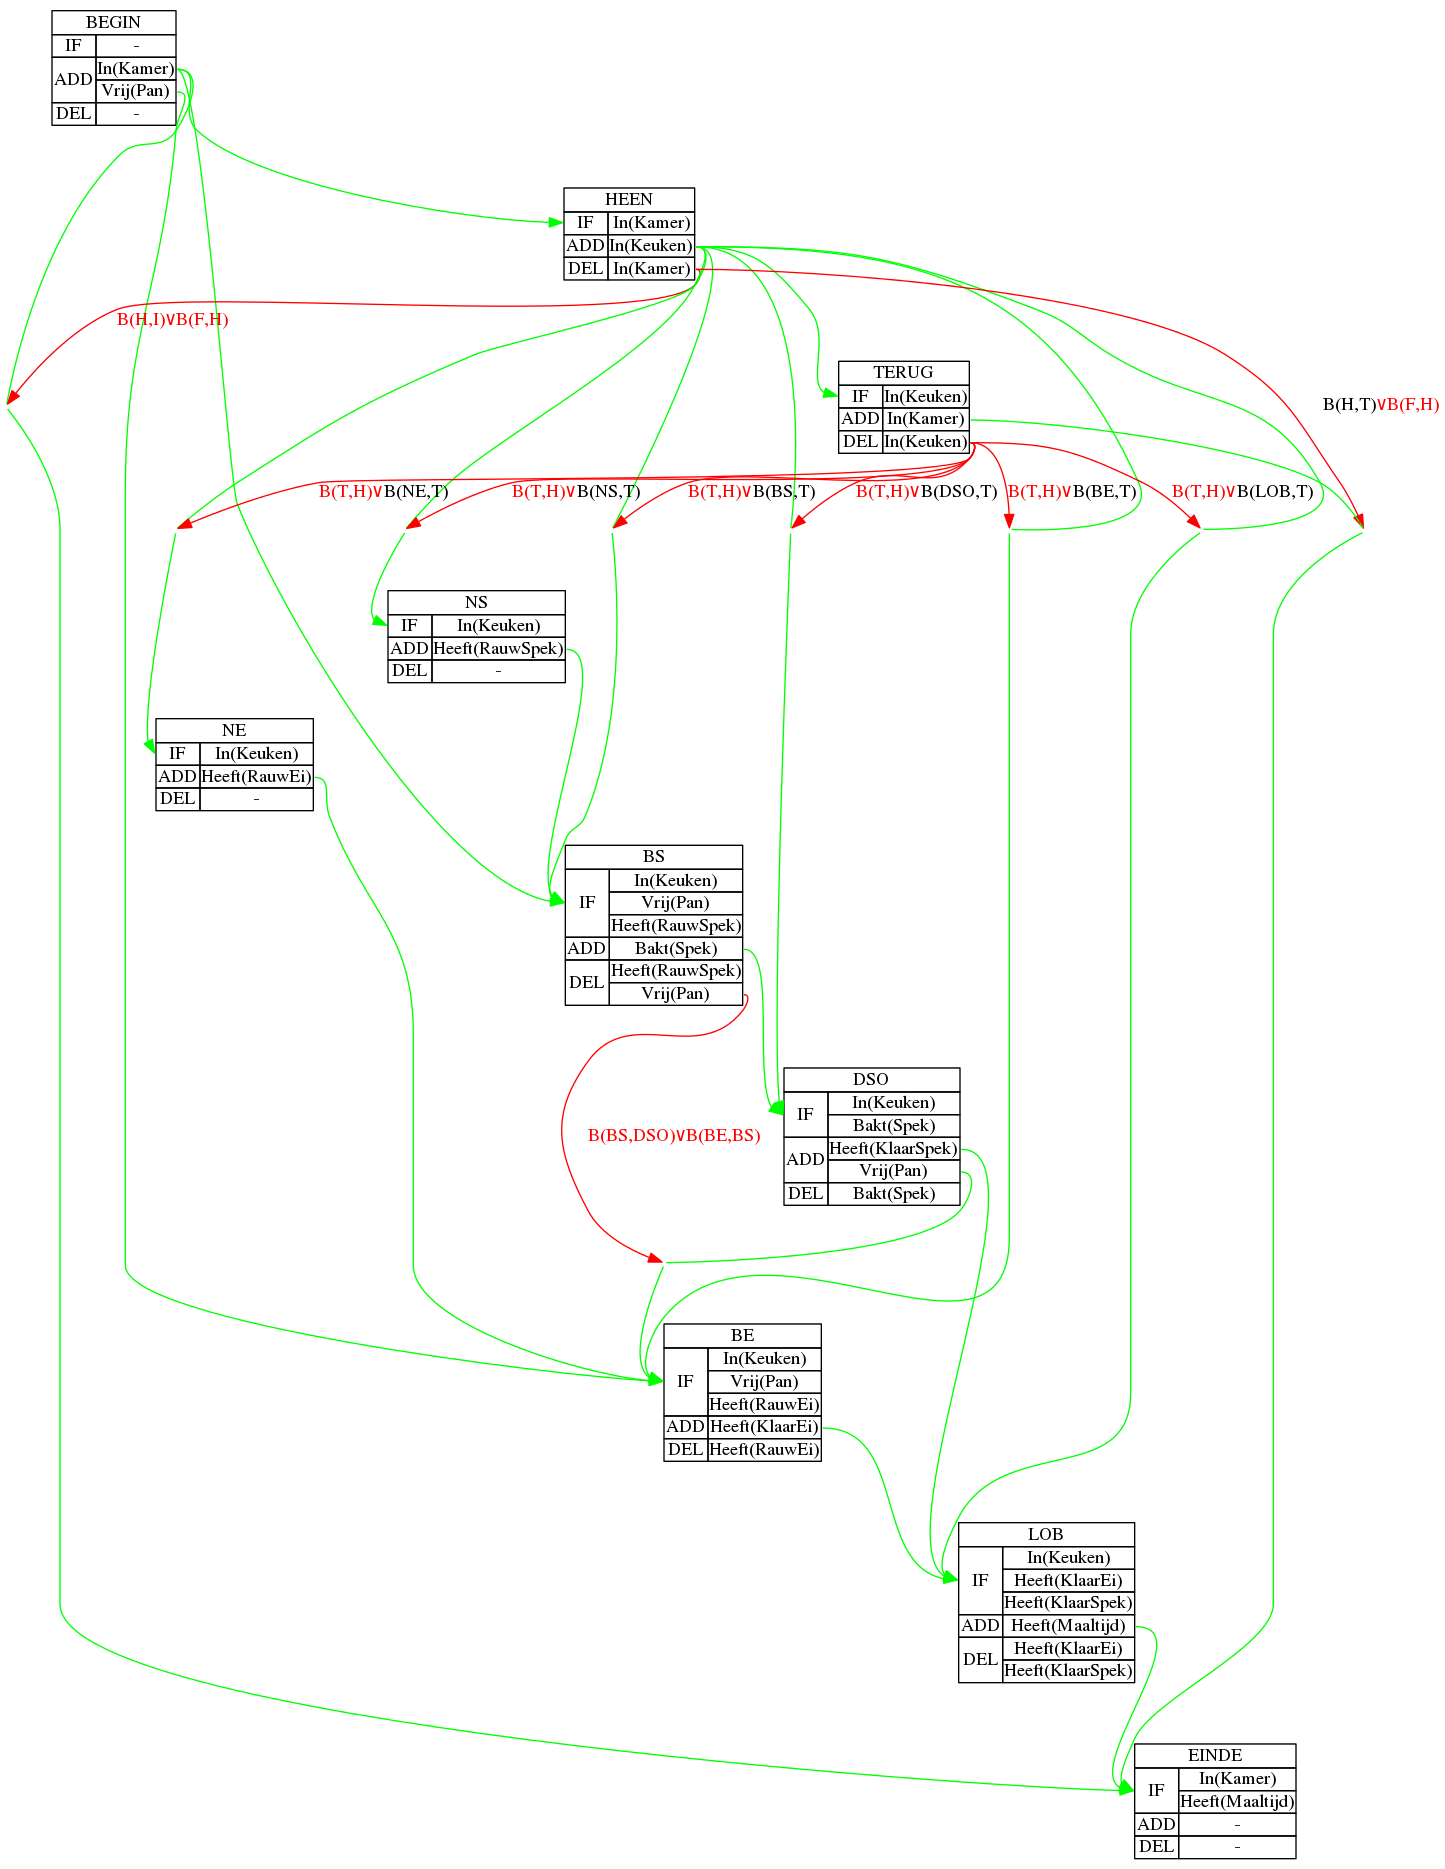 BEGIN
IF -
ADD In(Kamer)
Vrij(Pan)
DEL -
HEEN
IF In(Kamer)
ADD In(Keuken)
DEL In(Kamer)
B(H,I)∨B(F,H)
TERUG
IF In(Keuken)
ADD In(Kamer)
DEL In(Keuken)
B(H,T)∨B(F,H)
B(T,H)∨B(NE,T) B(T,H)∨B(NS,T) B(T,H)∨B(BS,T) B(T,H)∨B(DSO,T) B(T,H)∨B(BE,T) B(T,H)∨B(LOB,T)
NS
IF In(Keuken)
ADD Heeft(RauwSpek)
DEL -
NE
IF In(Keuken)
ADD Heeft(RauwEi)
DEL -
BS
In(Keuken)
IF Vrij(Pan)
Heeft(RauwSpek)
ADD Bakt(Spek)
DEL Heeft(RauwSpek)
Vrij(Pan)
DSO
IF In(Keuken)
Bakt(Spek)
ADD Heeft(KlaarSpek)
Vrij(Pan)
DEL Bakt(Spek)
B(BS,DSO)∨B(BE,BS)
BE
In(Keuken)
IF Vrij(Pan)
Heeft(RauwEi)
ADD Heeft(KlaarEi)
DEL Heeft(RauwEi)
LOB
In(Keuken)
IF Heeft(KlaarEi)
Heeft(KlaarSpek)
ADD Heeft(Maaltijd)
DEL Heeft(KlaarEi)
Heeft(KlaarSpek)
EINDE
IF In(Kamer)
Heeft(Maaltijd)
ADD -
DEL -